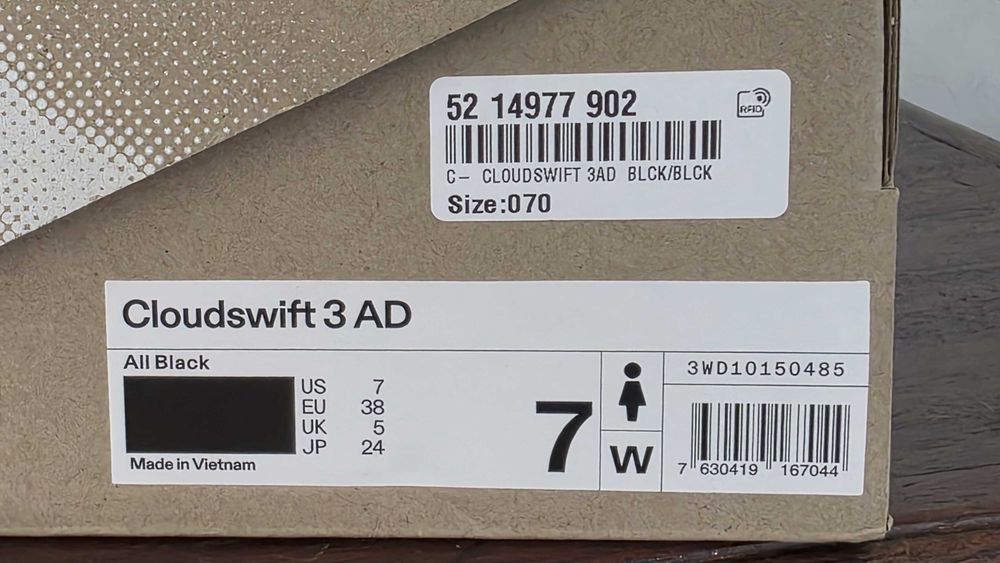 52 14977 902
RFID
C- CLOUDSWIFT 3AD BLCK/BLCK
Size:070
Cloudswift 3 AD
All Black
US 7
EU 38
UK 5
JP 24
Made in Vietnam
7
W
3WD10150485
7 630419 167044